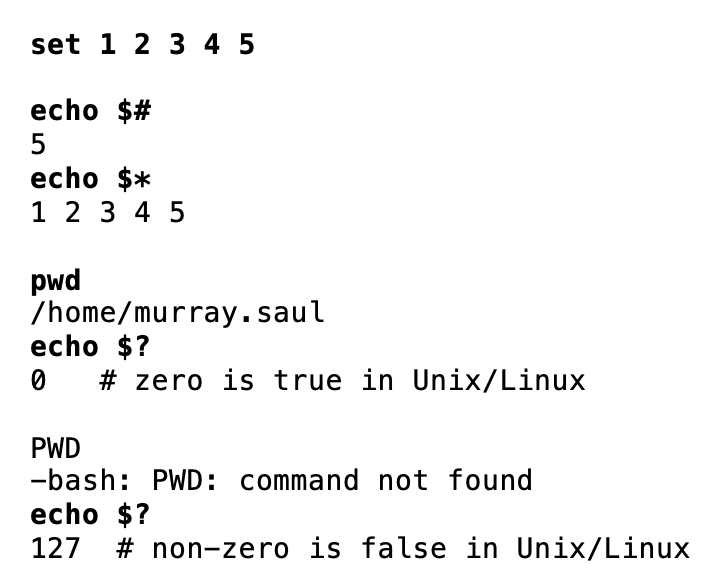 set 1 2 3 4 5
echo $#
5
echo $*
1 2 3 4 5
pwd
/home/murray.saul
echo $?
0   # zero is true in Unix/Linux
PWD
-bash: PWD: command not found
echo $?
127  # non-zero is false in Unix/Linux